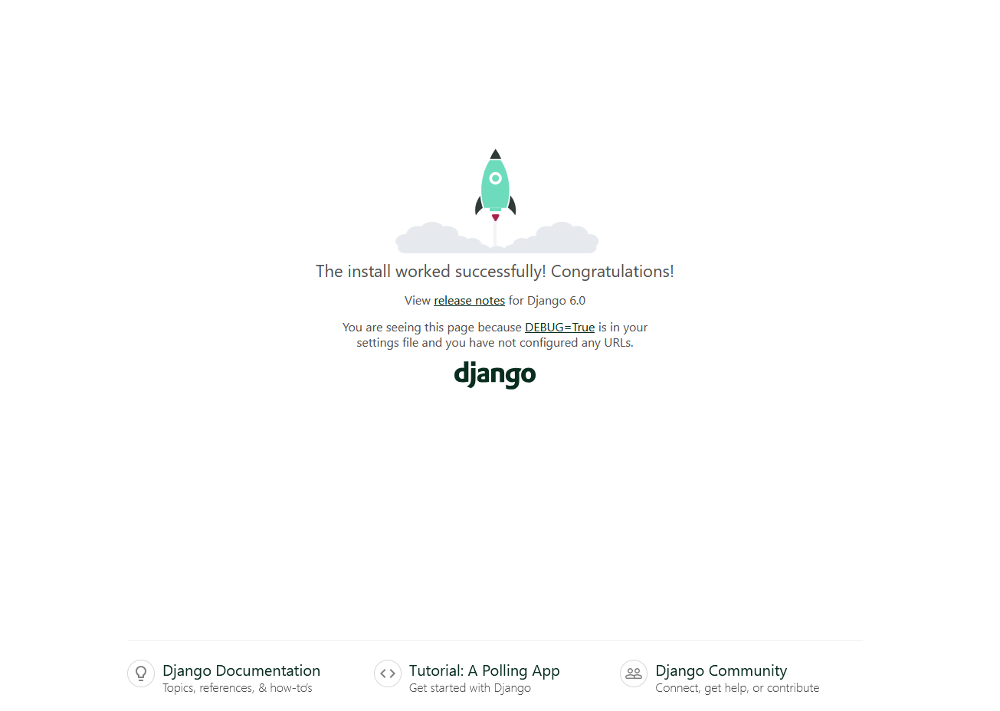 The install worked successfully! Congratulations!
View release notes for Django 6.0
You are seeing this page because DEBUG=True is in your
settings file and you have not configured any URLs.
django
Django Documentation
Topics, references, & how-to’s
Tutorial: A Polling App
Get started with Django
Django Community
Connect, get help, or contribute